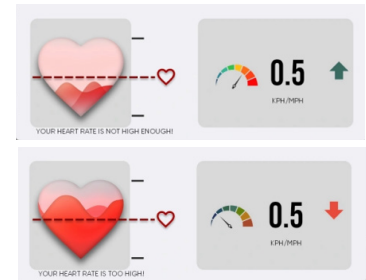 0.5
KPH/MPH
YOUR HEART RATE IS NOT HIGH ENOUGH!
0.5
KPH/MPH
YOUR HEART RATE IS TOO HIGH!